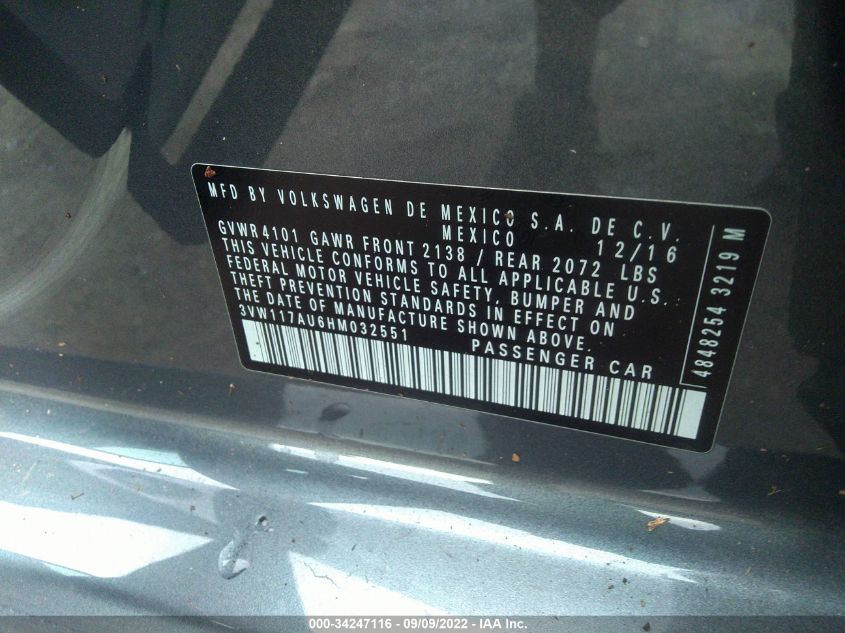 MFD BY VOLKSWAGEN DE MEXICO S.A. DE C.V.
MEXICO 12/16
GVWR 4101 GAWR FRONT 2138 / REAR 2072 LBS
THIS VEHICLE CONFORMS TO ALL APPLICABLE U.S.
FEDERAL MOTOR VEHICLE SAFETY, BUMPER AND
THEFT PREVENTION STANDARDS IN EFFECT ON
THE DATE OF MANUFACTURE SHOWN ABOVE.
3VW117AU6HM032551 PASSENGER CAR
4848254 3219 M
000-34247116 - 09/09/2022 - IAA Inc.